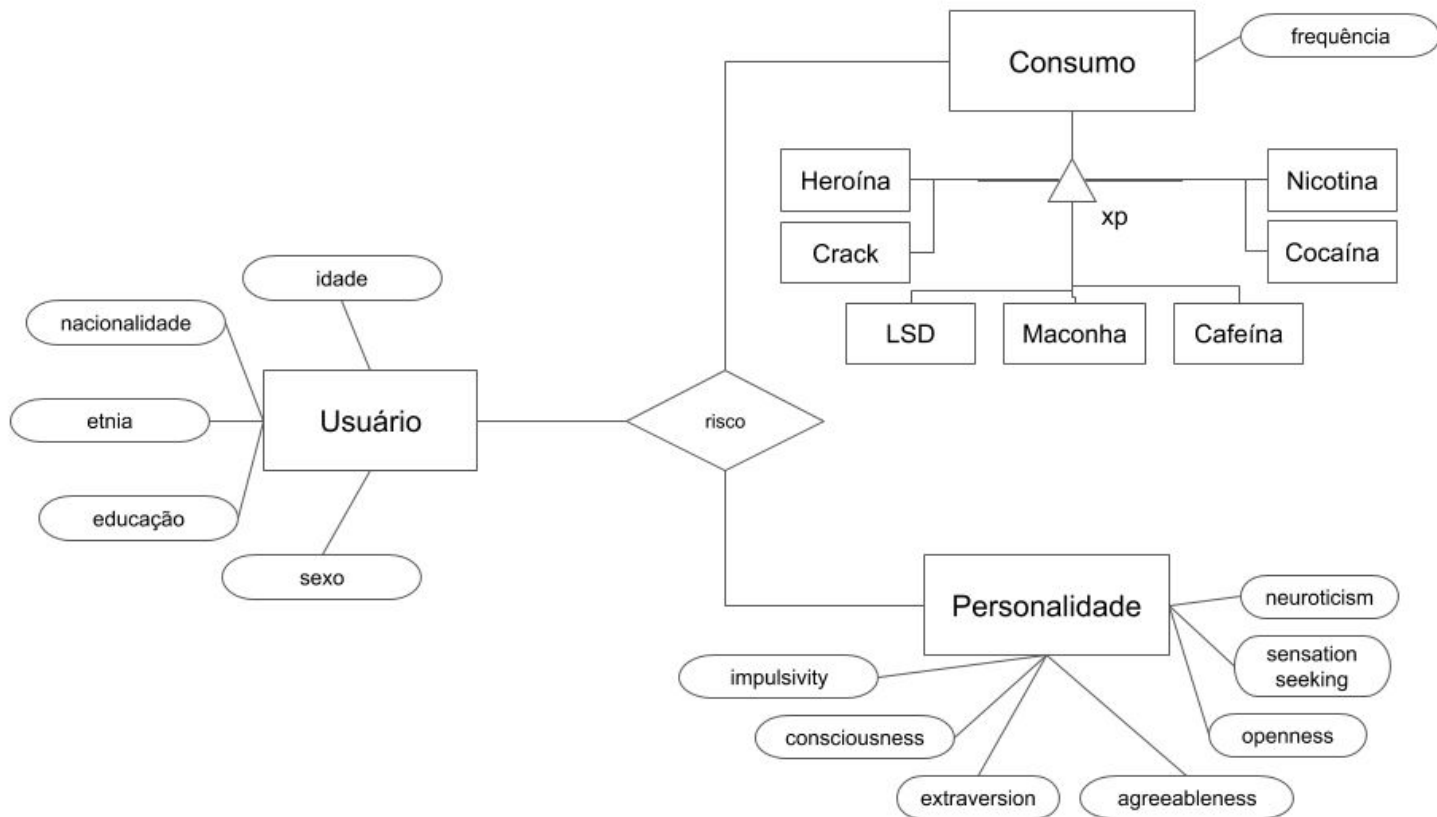 Consumo
frequência
Heroína
Nicotina
xp
Crack
Cocaína
LSD
Maconha
Cafeína
idade
nacionalidade
etnia
Usuário
risco
educação
sexo
Personalidade
neuroticism
sensation
seeking
impulsivity
consciousness
openness
extraversion
agreeableness